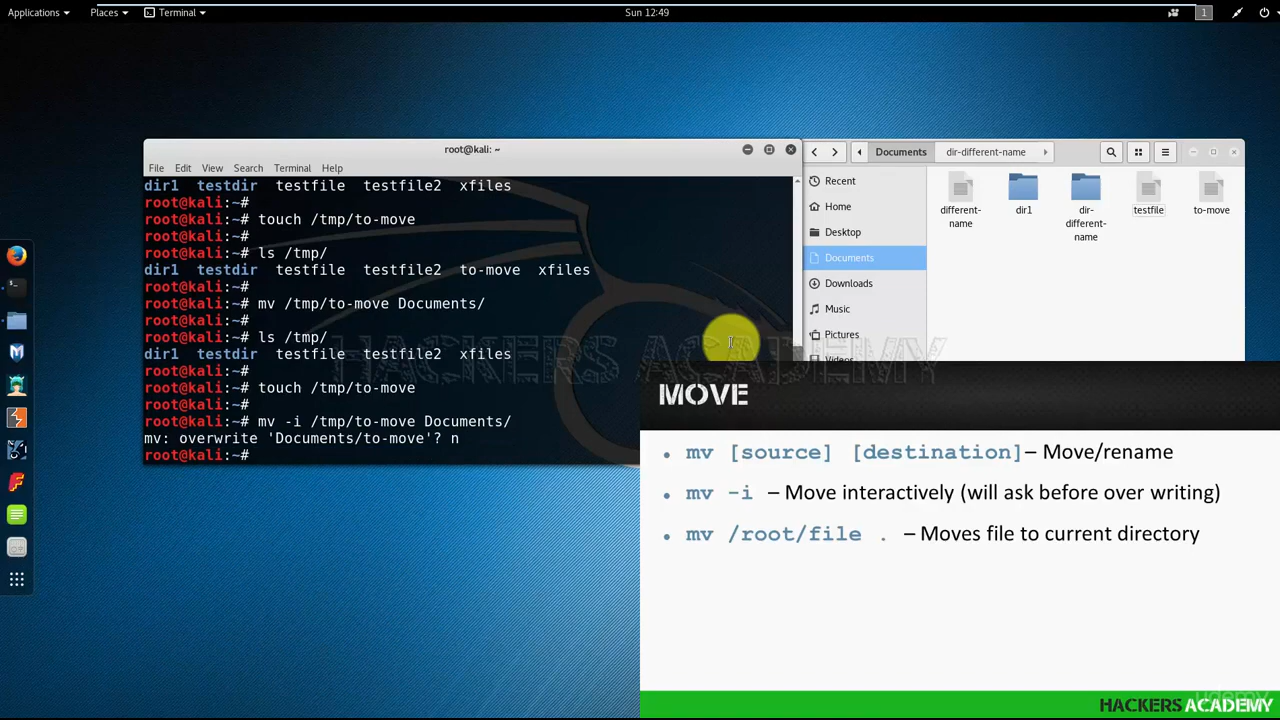 Applications Places Terminal Sun 12:49 1
root@kali: ~
File Edit View Search Terminal Help
dir1 testdir testfile testfile2 xfiles
root@kali:~#
root@kali:~# touch /tmp/to-move
root@kali:~#
root@kali:~# ls /tmp/
dir1 testdir testfile testfile2 to-move xfiles
root@kali:~#
root@kali:~# mv /tmp/to-move Documents/
root@kali:~#
root@kali:~# ls /tmp/
dir1 testdir testfile testfile2 xfiles
root@kali:~#
root@kali:~# touch /tmp/to-move
root@kali:~#
root@kali:~# mv -i /tmp/to-move Documents/
mv: overwrite 'Documents/to-move'? n
root@kali:~#
Documents dir-different-name
Recent
Home
Desktop
Documents
Downloads
Music
Pictures
Videos
different-
name
dir1
dir-
different-
name
testfile
to-move
HACKERS ACADEMY
MOVE
• mv [source] [destination]– Move/rename
• mv -i – Move interactively (will ask before over writing)
• mv /root/file . – Moves file to current directory
HACKERS ACADEMY
udemy